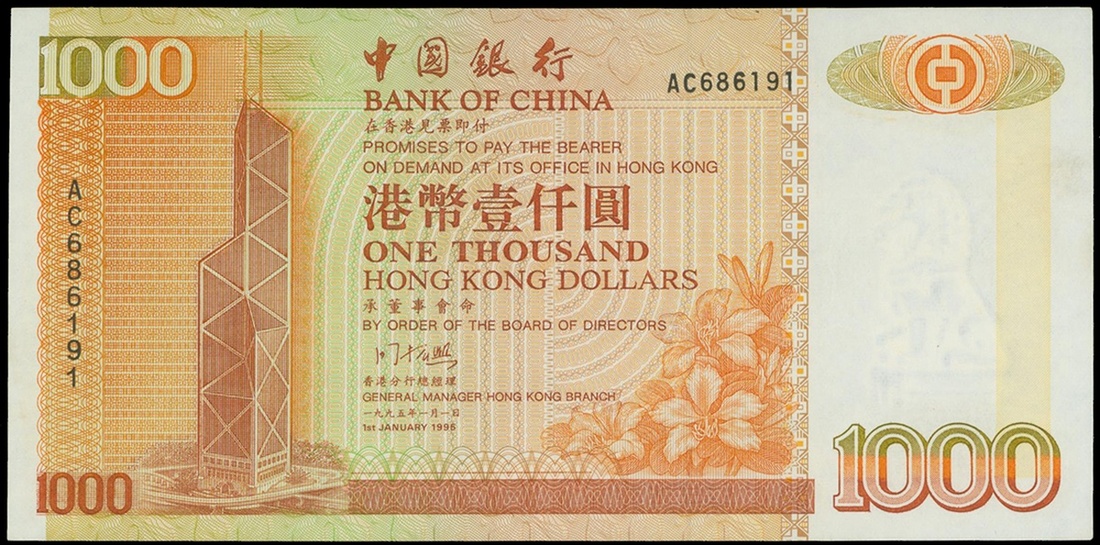 1000
中國銀行
BANK OF CHINA
AC686191
在香港見票即付
PROMISES TO PAY THE BEARER
ON DEMAND AT ITS OFFICE IN HONG KONG
AC686191
港幣壹仟圓
ONE THOUSAND
HONG KONG DOLLARS
承董事會命
BY ORDER OF THE BOARD OF DIRECTORS
香港分行總經理
GENERAL MANAGER HONG KONG BRANCH
一九九五年一月一日
1st JANUARY 1995
1000
1000